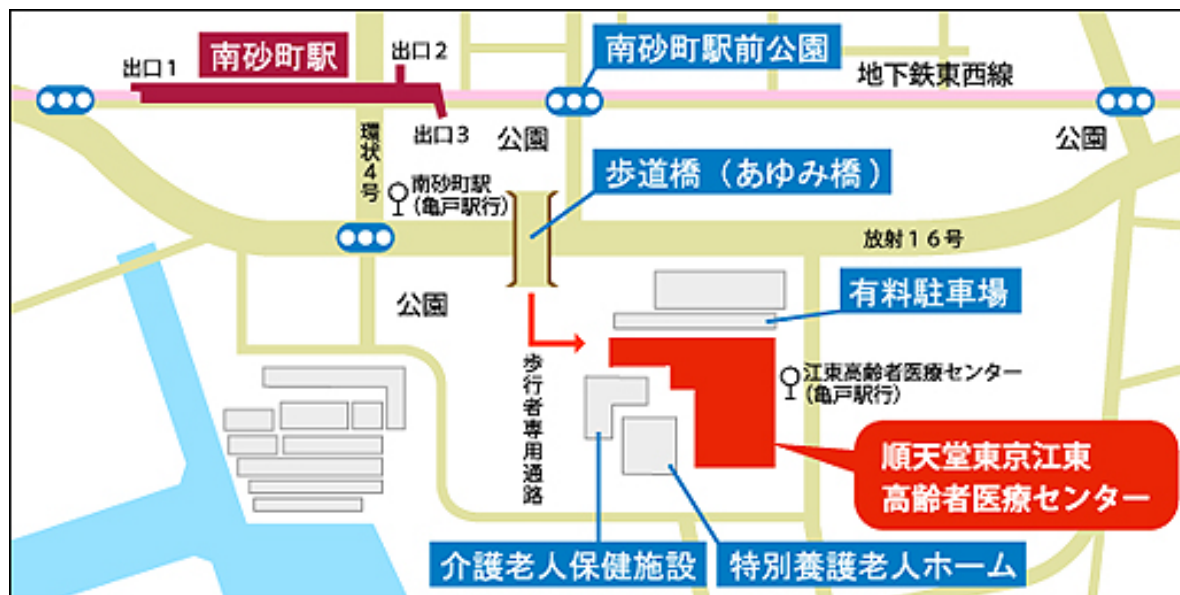 出口1
南砂町駅
出口2
南砂町駅前公園
地下鉄東西線
環状4号
出口3
公園
公園
南砂町駅
(亀戸駅行)
歩道橋（あゆみ橋）
放射16号
公園
有料駐車場
歩行者専用通路
江東高齢者医療センター
(亀戸駅行)
順天堂東京江東
高齢者医療センター
介護老人保健施設
特別養護老人ホーム